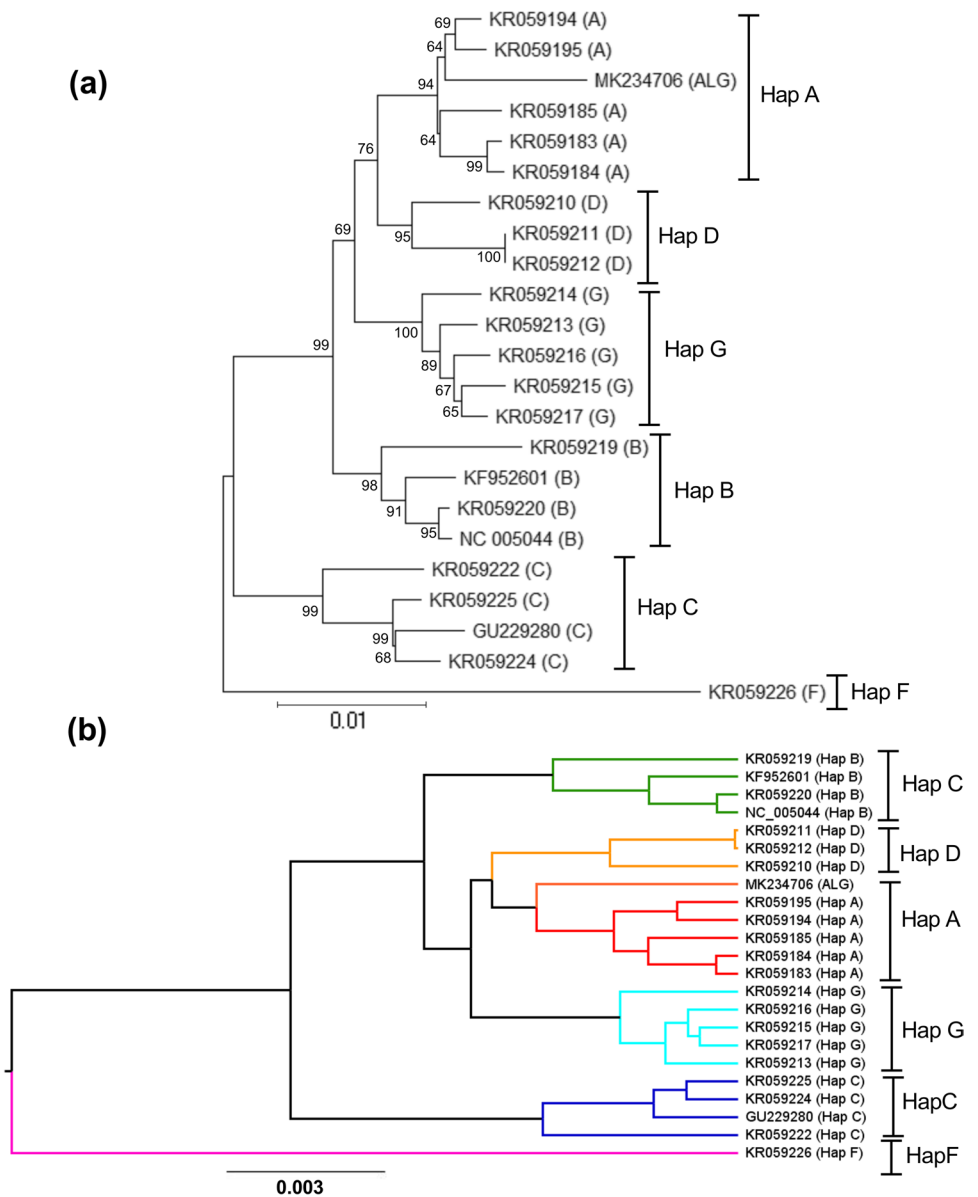 (a)
69
KR059194 (A)
KR059195 (A)
64
MK234706 (ALG)
94
KR059185 (A)
KR059183 (A)
64
99
KR059184 (A)
Hap A
76
KR059210 (D)
KR059211 (D)
95
100
KR059212 (D)
Hap D
69
KR059214 (G)
KR059213 (G)
100
KR059216 (G)
89
KR059215 (G)
67
65
KR059217 (G)
Hap G
99
KR059219 (B)
KF952601 (B)
98
KR059220 (B)
91
95
NC 005044 (B)
Hap B
KR059222 (C)
KR059225 (C)
99
GU229280 (C)
99
68
KR059224 (C)
Hap C
KR059226 (F)
Hap F
0.01
(b)
KR059219 (Hap B)
KF952601 (Hap B)
KR059220 (Hap B)
NC_005044 (Hap B)
Hap C
KR059211 (Hap D)
KR059212 (Hap D)
KR059210 (Hap D)
Hap D
MK234706 (ALG)
KR059195 (Hap A)
KR059194 (Hap A)
KR059185 (Hap A)
KR059184 (Hap A)
KR059183 (Hap A)
Hap A
KR059214 (Hap G)
KR059216 (Hap G)
KR059215 (Hap G)
KR059217 (Hap G)
KR059213 (Hap G)
Hap G
KR059225 (Hap C)
KR059224 (Hap C)
GU229280 (Hap C)
KR059222 (Hap C)
HapC
KR059226 (Hap F)
HapF
0.003